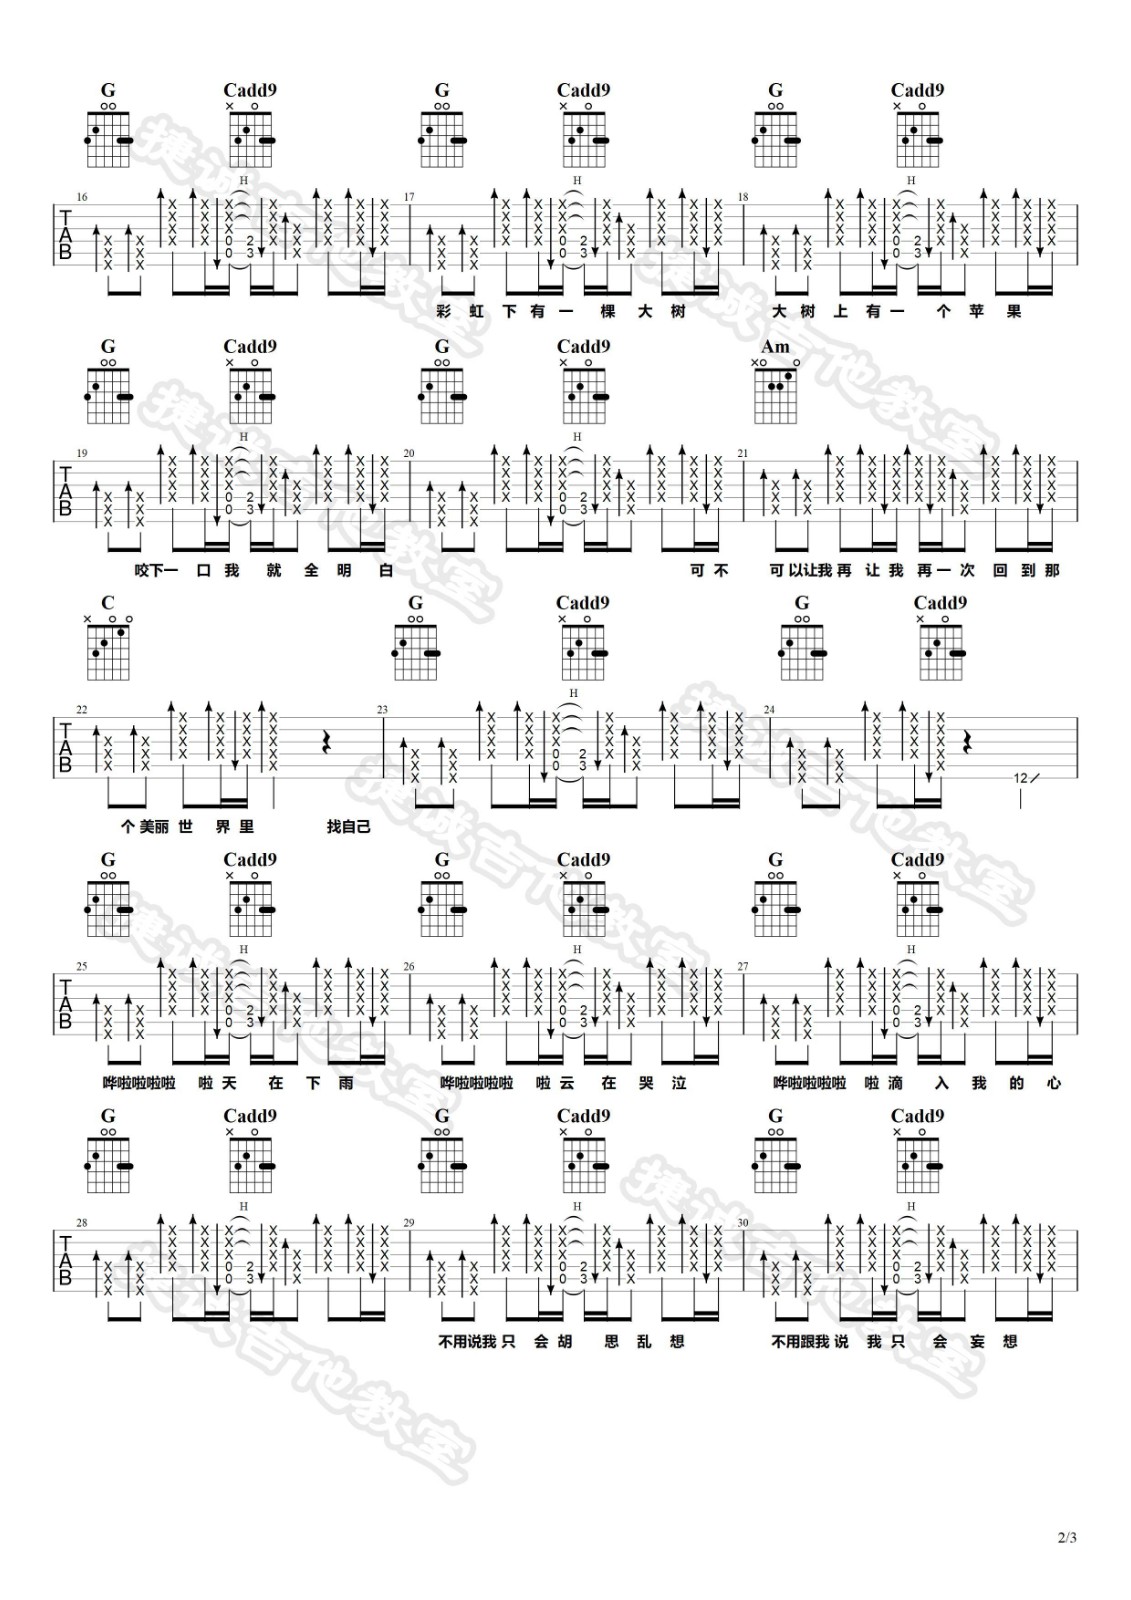 G Cadd9 G Cadd9 G Cadd9
16 H 17 H 18 H
彩 虹 下 有 一 棵 大 树 大 树 上 有 一 个 苹 果
G Cadd9 G Cadd9 Am
19 H 20 H 21
咬下一 口 我 就 全 明 白 可 不 可 以让我 再 让 我 再 一 次 回 到 那
C G Cadd9 G Cadd9
22 23 H 24
12
个 美丽 世 界 里 找自己
G Cadd9 G Cadd9 G Cadd9
25 H 26 H 27 H
哗啦啦啦啦 啦 天 在 下 雨 哗啦啦啦啦 啦 云 在 哭 泣 哗啦啦啦啦 啦 滴 入 我 的 心
G Cadd9 G Cadd9 G Cadd9
28 H 29 H 30 H
不用说我 只 会 胡 思 乱 想 不用跟我 说 我 只 会 妄 想
捷诚吉他教室
2/3